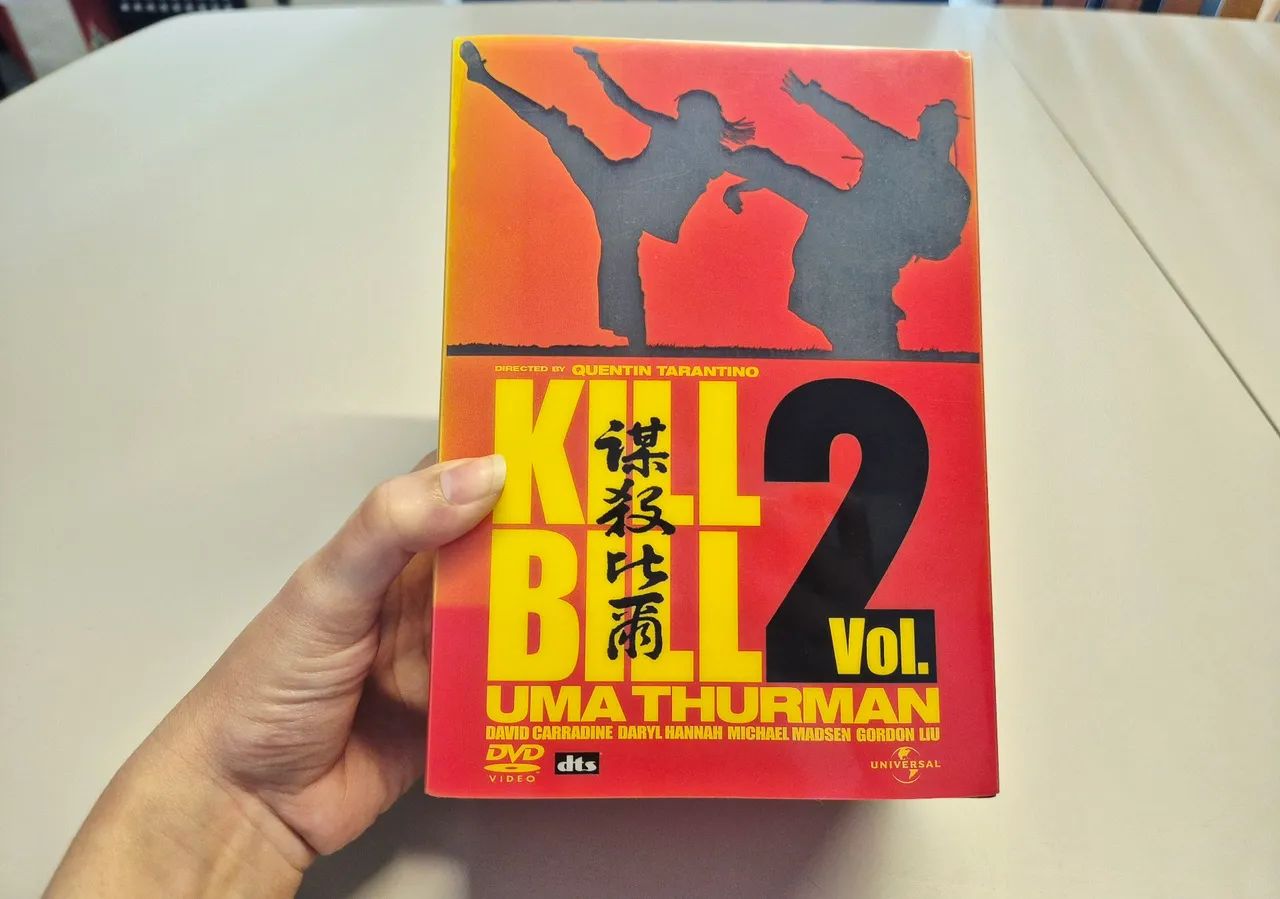 DIRECTED BY QUENTIN TARANTINO
KILL
BILL
謀殺比爾
2
Vol.
UMA THURMAN
DAVID CARRADINE DARYL HANNAH MICHAEL MADSEN GORDON LIU
DVD
VIDEO
dts
UNIVERSAL